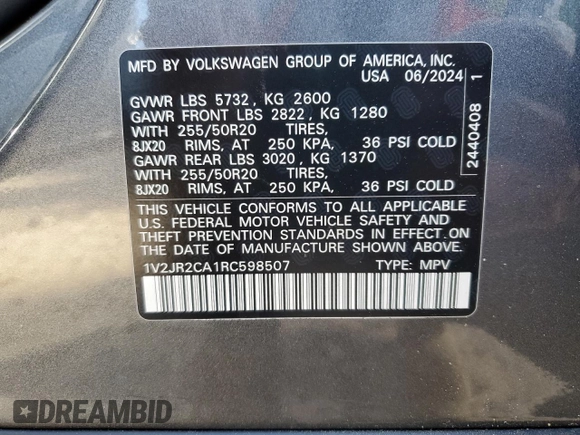 MFD BY VOLKSWAGEN GROUP OF AMERICA, INC.
USA 06/2024
GVWR LBS 5732, KG 2600
GAWR FRONT LBS 2822, KG 1280
WITH 255/50R20 TIRES,
8JX20 RIMS, AT 250 KPA, 36 PSI COLD
GAWR REAR LBS 3020, KG 1370
WITH 255/50R20 TIRES,
8JX20 RIMS, AT 250 KPA, 36 PSI COLD
THIS VEHICLE CONFORMS TO ALL APPLICABLE
U.S. FEDERAL MOTOR VEHICLE SAFETY AND
THEFT PREVENTION STANDARDS IN EFFECT ON
THE DATE OF MANUFACTURE SHOWN ABOVE.
1V2JR2CA1RC598507 TYPE: MPV
2440408 1
DREAMBID